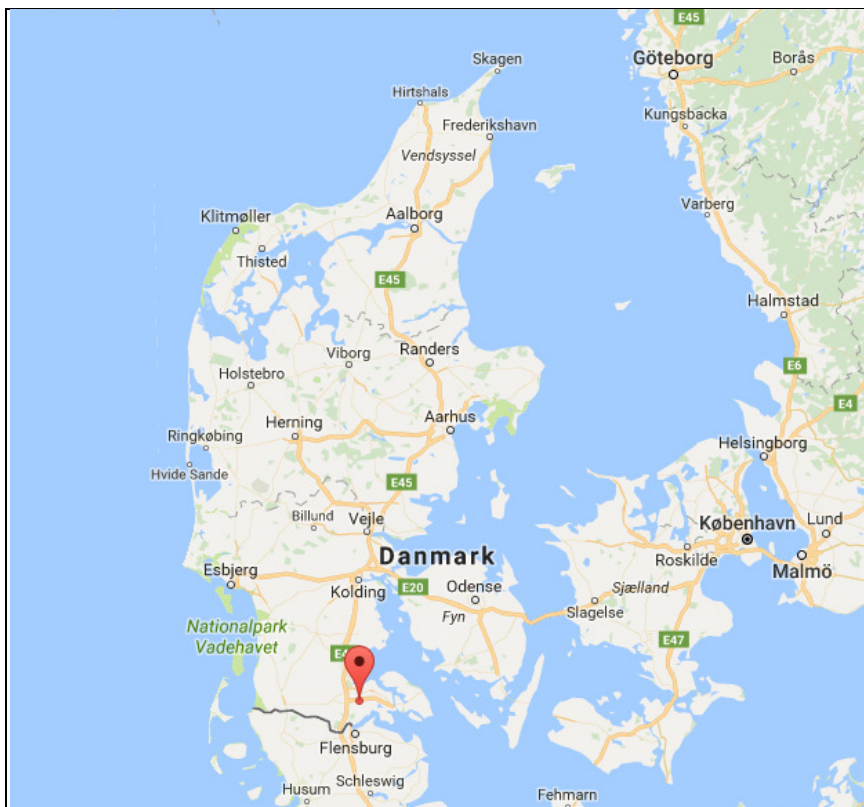 E45
Skagen
Göteborg
Borås
Hirtshals
Kungsbacka
Frederikshavn
Vendsyssel
Varberg
Klitmøller
Aalborg
Thisted
E45
Halmstad
Viborg
Randers
E6
Holstebro
E4
Aarhus
Herning
Ringkøbing
Helsingborg
Hvide Sande
E45
Billund
Vejle
København
Lund
Danmark
Roskilde
Malmö
Esbjerg
Kolding
E20
Odense
Sjælland
Slagelse
Fyn
Nationalpark
Vadehavet
E47
Flensburg
Husum
Schleswig
Fehmarn